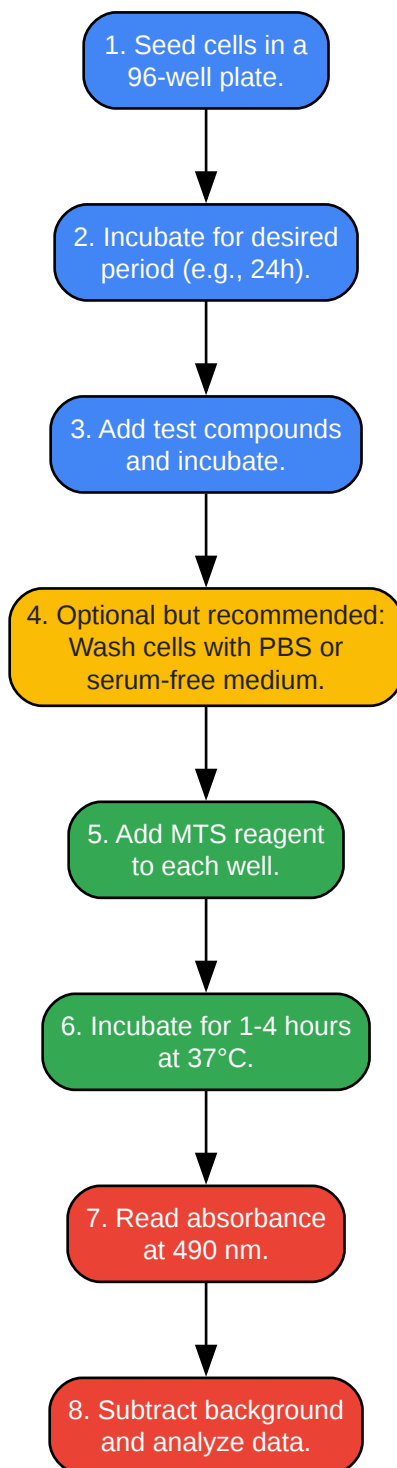 1. Seed cells in a
96-well plate.
2. Incubate for desired
period (e.g., 24h).
3. Add test compounds
and incubate.
4. Optional but recommended:
Wash cells with PBS or
serum-free medium.
5. Add MTS reagent
to each well.
6. Incubate for 1-4 hours
at 37°C.
7. Read absorbance
at 490 nm.
8. Subtract background
and analyze data.